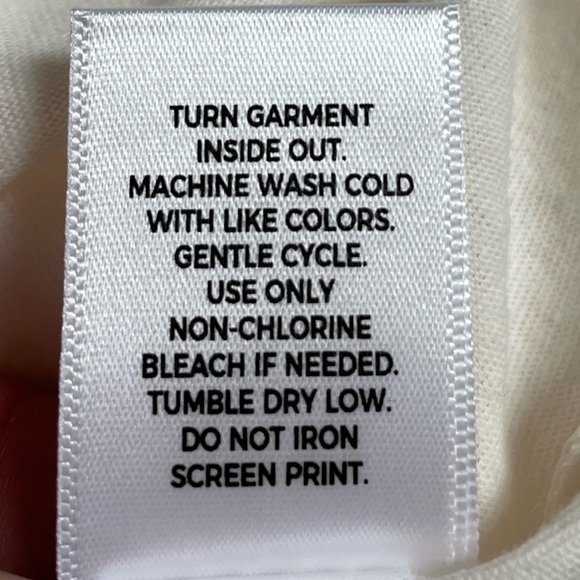 TURN GARMENT
INSIDE OUT.
MACHINE WASH COLD
WITH LIKE COLORS.
GENTLE CYCLE.
USE ONLY
NON-CHLORINE
BLEACH IF NEEDED.
TUMBLE DRY LOW.
DO NOT IRON
SCREEN PRINT.